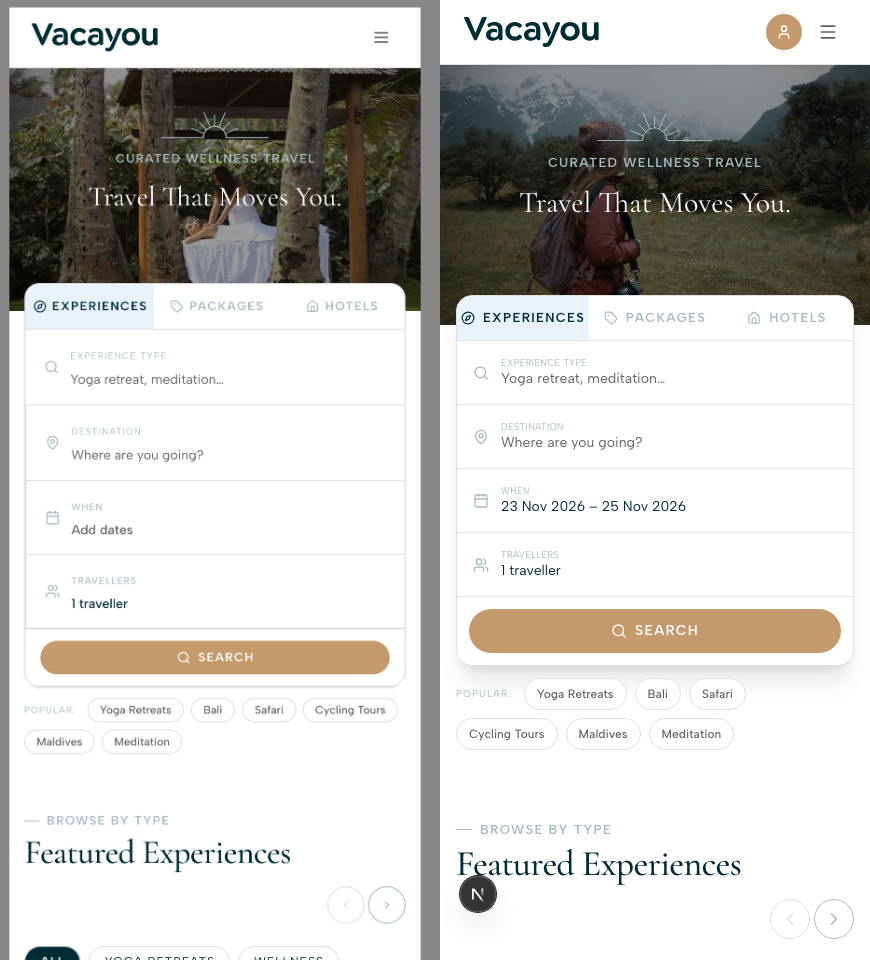 Vacayou
CURATED WELLNESS TRAVEL
Travel That Moves You.
EXPERIENCES
PACKAGES
HOTELS
EXPERIENCE TYPE
Yoga retreat, meditation...
DESTINATION
Where are you going?
WHEN
Add dates
TRAVELLERS
1 traveller
SEARCH
POPULAR:
Yoga Retreats
Bali
Safari
Cycling Tours
Maldives
Meditation
— BROWSE BY TYPE
Featured Experiences
ALL
YOGA RETREATS
WELLNESS
Vacayou
CURATED WELLNESS TRAVEL
Travel That Moves You.
EXPERIENCES
PACKAGES
HOTELS
EXPERIENCE TYPE
Yoga retreat, meditation...
DESTINATION
Where are you going?
WHEN
23 Nov 2026 – 25 Nov 2026
TRAVELLERS
1 traveller
SEARCH
POPULAR:
Yoga Retreats
Bali
Safari
Cycling Tours
Maldives
Meditation
— BROWSE BY TYPE
Featured Experiences
N